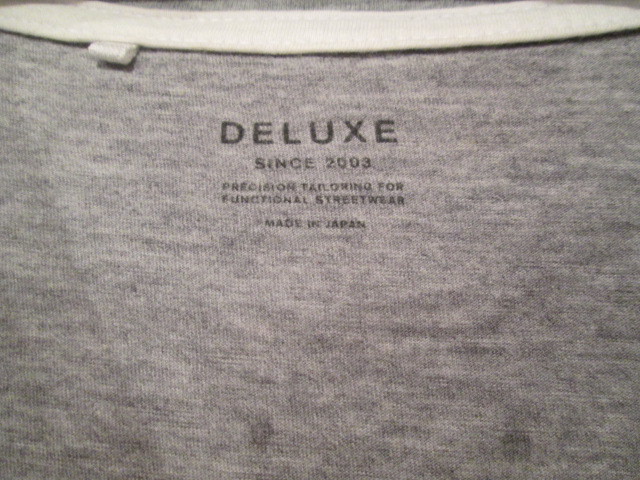 DELUXE
SINCE 2003
PRECISION TAILORING FOR
FUNCTIONAL STREETWEAR
MADE IN JAPAN